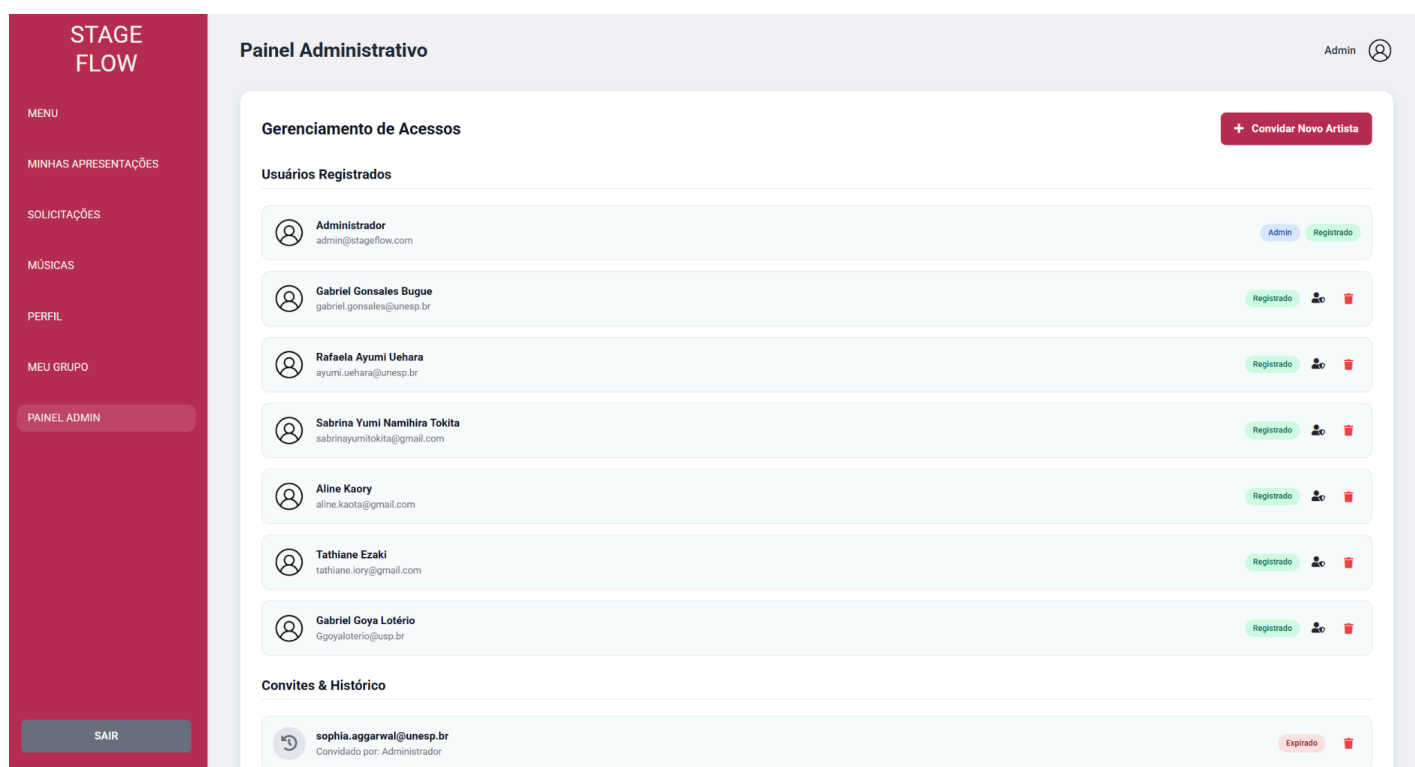 STAGE
FLOW
MENU
MINHAS APRESENTAÇÕES
SOLICITAÇÕES
MÚSICAS
PERFIL
MEU GRUPO
PAINEL ADMIN
SAIR
Painel Administrativo
Admin
Gerenciamento de Acessos
+ Convidar Novo Artista
Usuários Registrados
Administrador
admin@stageflow.com
Admin Registrado
Gabriel Gonsales Bugue
gabriel.gonsales@unesp.br
Registrado
Rafaela Ayumi Uehara
ayumi.uehara@unesp.br
Registrado
Sabrina Yumi Namihira Tokita
sabrinayumitokita@gmail.com
Registrado
Aline Kaory
aline.kaota@gmail.com
Registrado
Tathiane Ezaki
tathiane.iory@gmail.com
Registrado
Gabriel Goya Lotério
Ggoyaloterio@usp.br
Registrado
Convites & Histórico
sophia.aggarwal@unesp.br
Convidado por: Administrador
Expirado